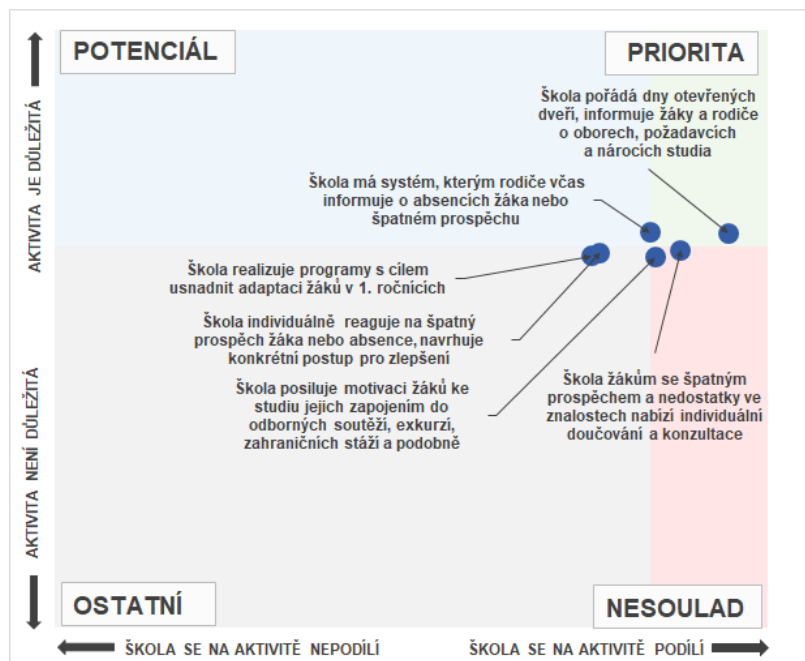 POTENCIÁL
PRIORITA
Škola pořádá dny otevřených
dveří, informuje žáky a rodiče
o oborech, požadavcích
a nárocích studia
Škola má systém, kterým rodiče včas
informuje o absencích žáka nebo
špatném prospěchu
Škola realizuje programy s cílem
usnadnit adaptaci žáků v 1. ročnících
Škola individuálně reaguje na špatný
prospěch žáka nebo absence, navrhuje
konkrétní postup pro zlepšení
Škola posiluje motivaci žáků ke
studiu jejich zapojením do
odborných soutěží, exkurzí,
zahraničních stáží a podobně
Škola žákům se špatným
prospěchem a nedostatky ve
znalostech nabízí individuální
doučování a konzultace
OSTATNÍ
NESOULAD
AKTIVITA JE DŮLEŽITÁ
AKTIVITA NENÍ DŮLEŽITÁ
ŠKOLA SE NA AKTIVITĚ NEPODÍLÍ
ŠKOLA SE NA AKTIVITĚ PODÍLÍ